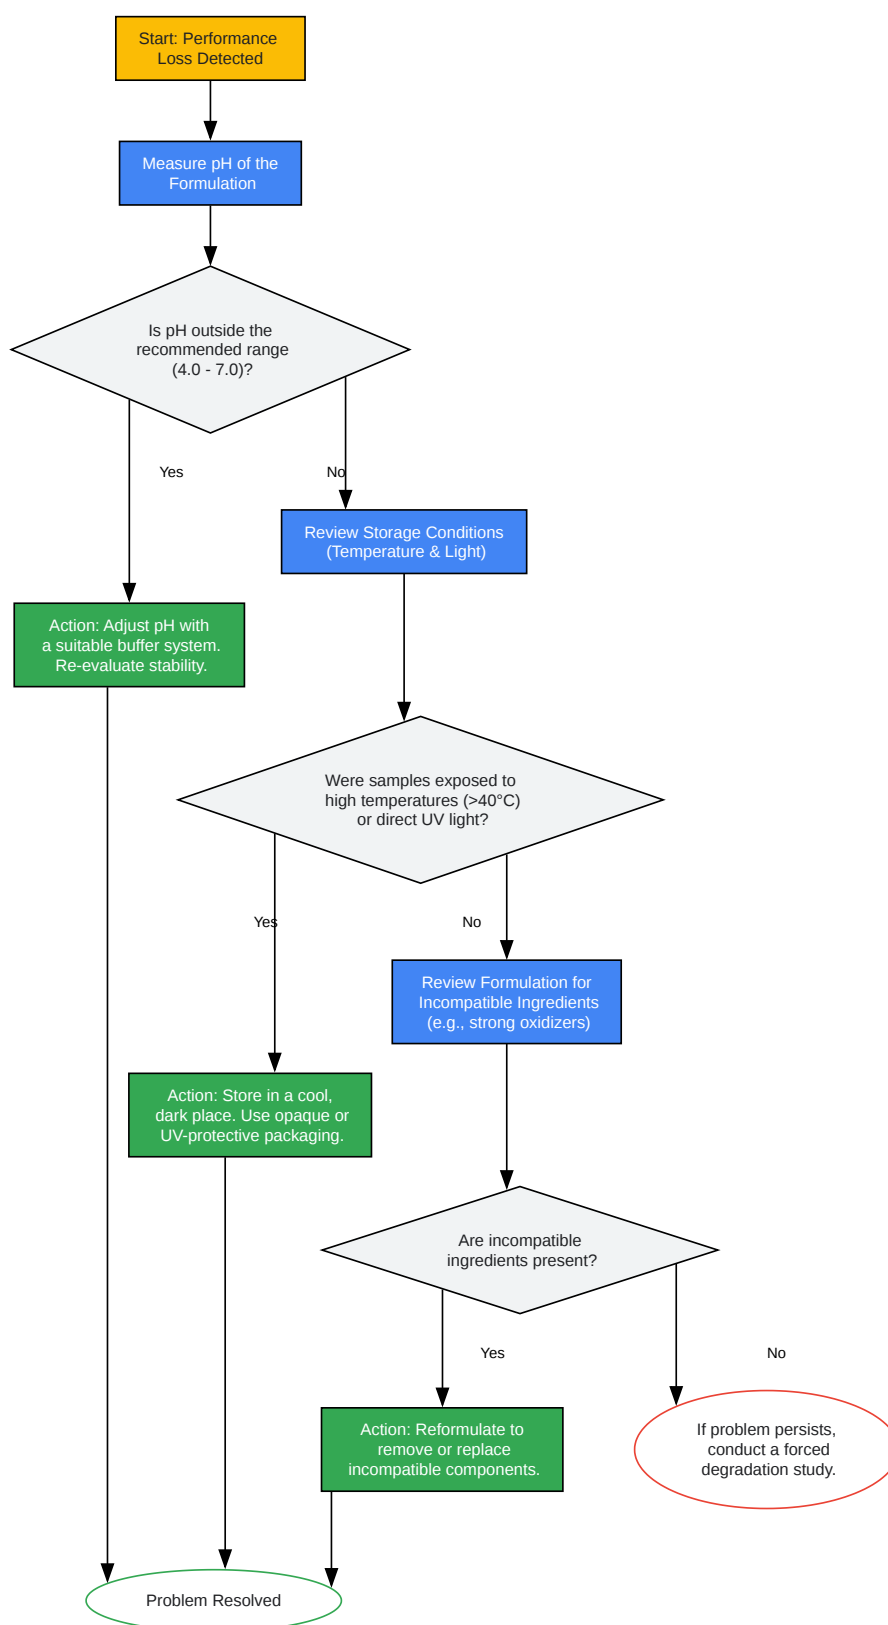 Start: Performance
Loss Detected
Measure pH of the
Formulation
Is pH outside the
recommended range
(4.0 - 7.0)?
Yes
No
Review Storage Conditions
(Temperature & Light)
Action: Adjust pH with
a suitable buffer system.
Re-evaluate stability.
Were samples exposed to
high temperatures (>40°C)
or direct UV light?
Yes
No
Review Formulation for
Incompatible Ingredients
(e.g., strong oxidizers)
Action: Store in a cool,
dark place. Use opaque or
UV-protective packaging.
Are incompatible
ingredients present?
Yes
No
Action: Reformulate to
remove or replace
incompatible components.
If problem persists,
conduct a forced
degradation study.
Problem Resolved